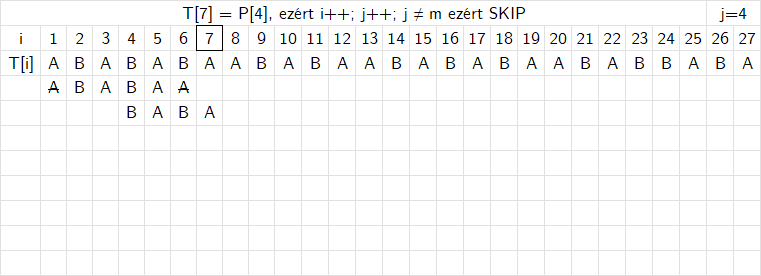 T[7] = P[4], ezért i++; j++; j ≠ m ezért SKIP j=4
i 1 2 3 4 5 6 7 8 9 10 11 12 13 14 15 16 17 18 19 20 21 22 23 24 25 26 27
T[i] A B A B A B A A B A B A A B A B A B A A B A B B A B A
A B A B A A
B A B A